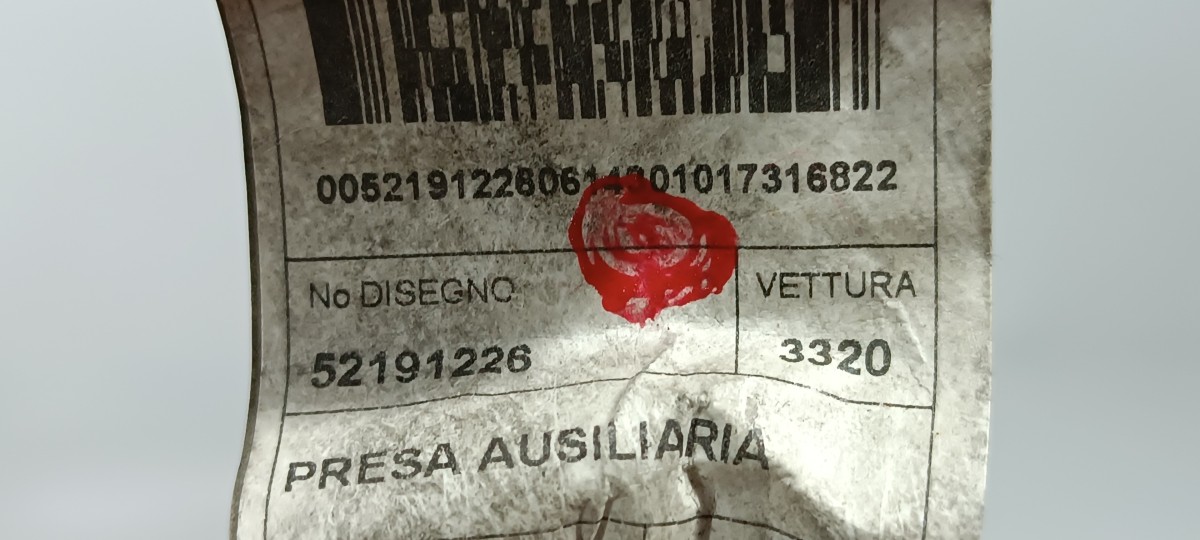 No DISEGNO
VETTURA
52191226
3320
PRESA AUSILIARIA